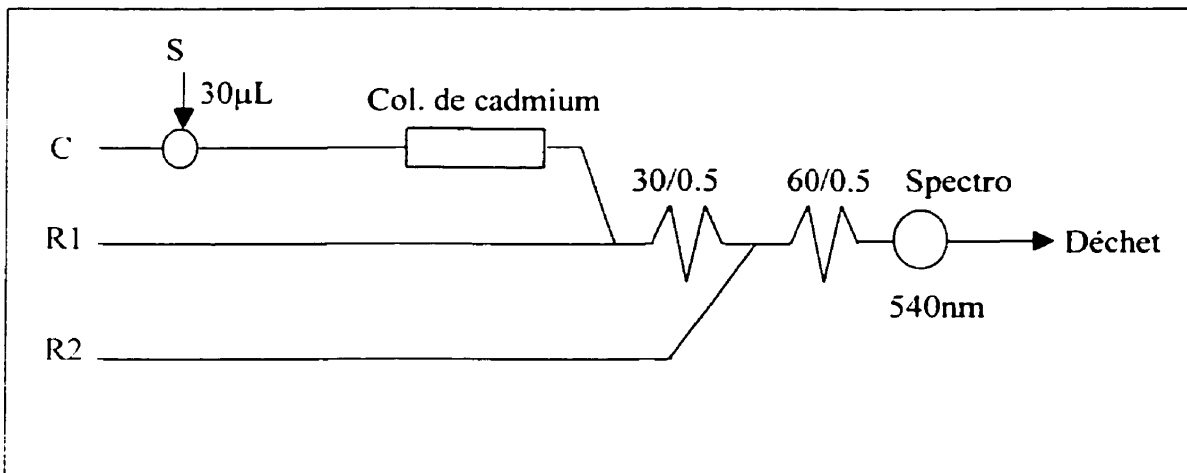 S
30µL
Col. de cadmium
C
30/0.5
60/0.5
Spectro
R1
Déchet
540nm
R2